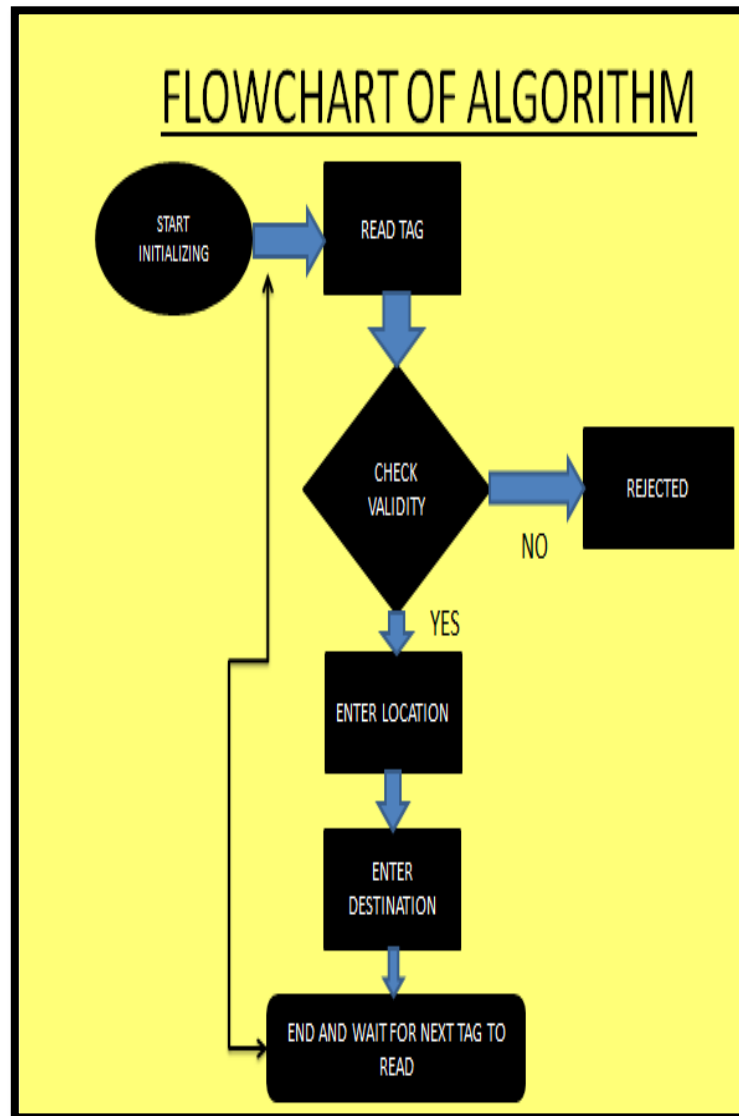 FLOWCHART OF ALGORITHM
START
INITIALIZING
READ TAG
CHECK
VALIDITY
REJECTED
NO
YES
ENTER LOCATION
ENTER
DESTINATION
END AND WAIT FOR NEXT TAG TO
READ